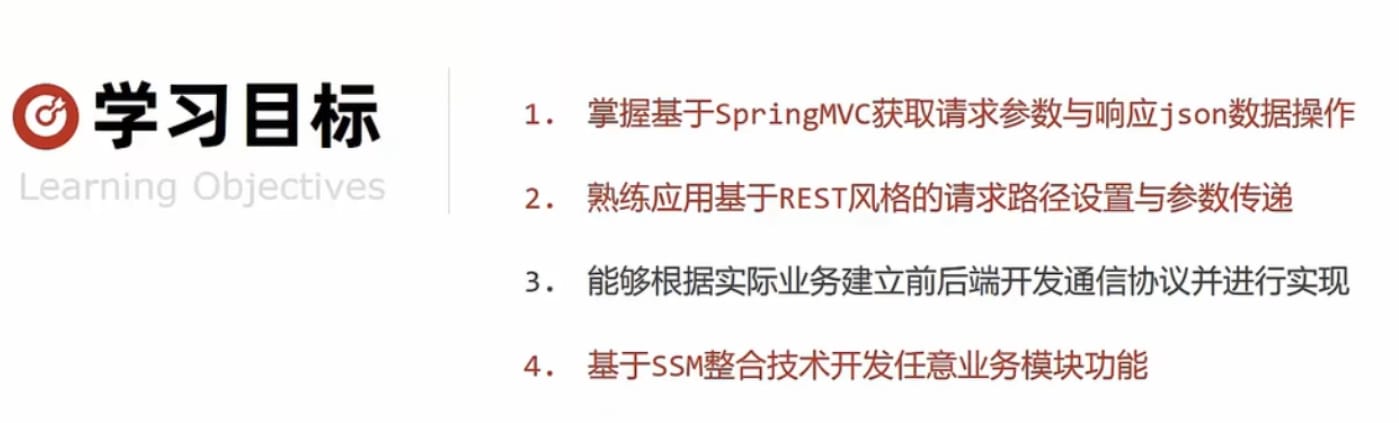 学习目标
Learning Objectives
1. 掌握基于SpringMVC获取请求参数与响应json数据操作
2. 熟练应用基于REST风格的请求路径设置与参数传递
3. 能够根据实际业务建立前后端开发通信协议并进行实现
4. 基于SSM整合技术开发任意业务模块功能